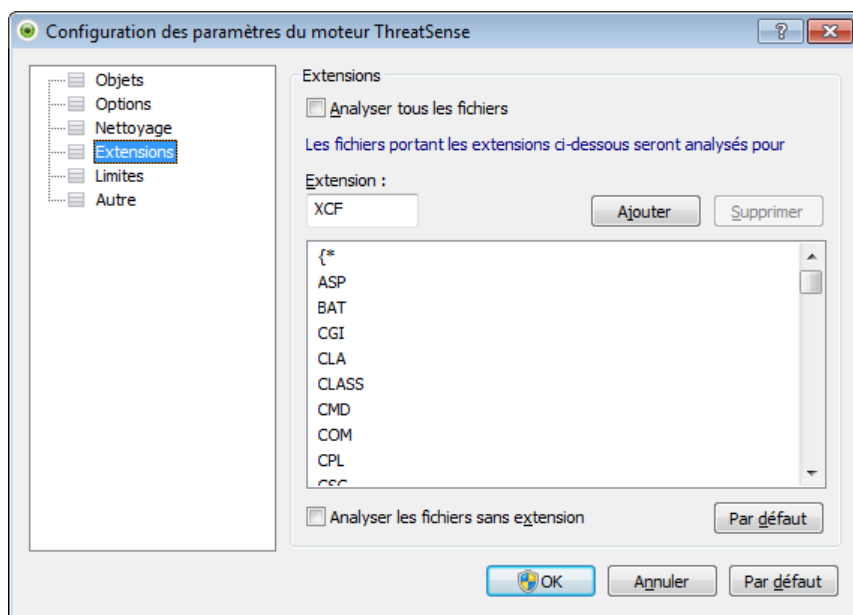 Configuration des paramètres du moteur ThreatSense
Objets
Options
Nettoyage
Extensions
Limites
Autre
Extensions
Analyser tous les fichiers
Les fichiers portant les extensions ci-dessous seront analysés pour
Extension :
XCF
Ajouter
Supprimer
{*
ASP
BAT
CGI
CLA
CLASS
CMD
COM
CPL
Analyser les fichiers sans extension
Par défaut
OK
Annuler
Par défaut